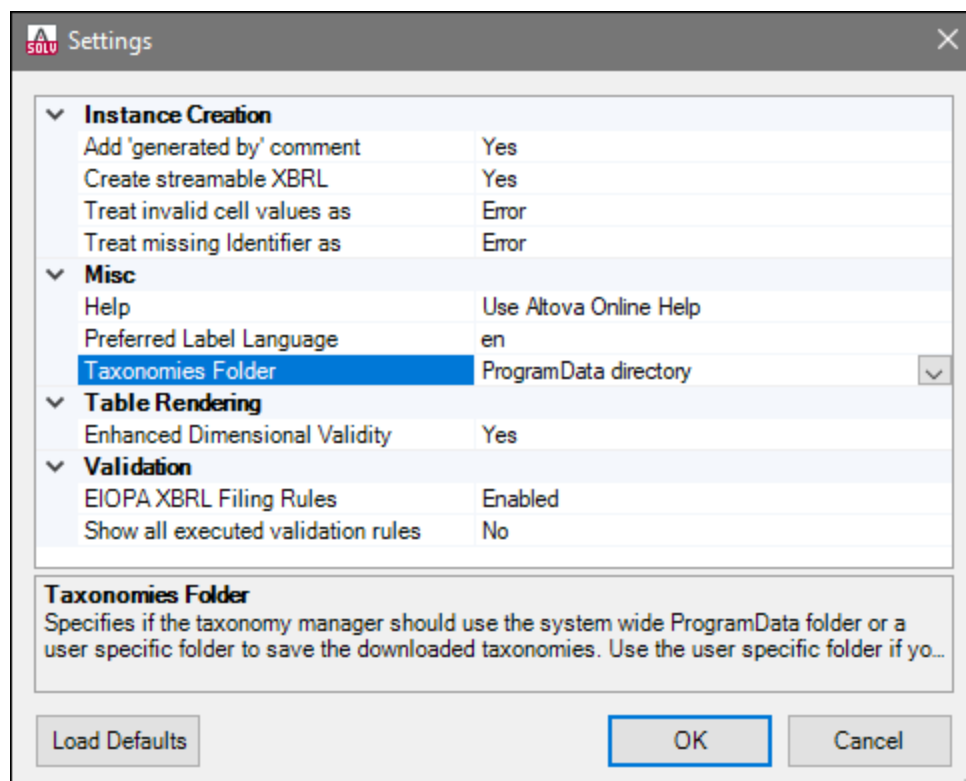 A
SOLV
Settings
Instance Creation
Add 'generated by' comment Yes
Create streamable XBRL Yes
Treat invalid cell values as Error
Treat missing Identifier as Error
Misc
Help Use Altova Online Help
Preferred Label Language en
Taxonomies Folder ProgramData directory
Table Rendering
Enhanced Dimensional Validity Yes
Validation
EIOPA XBRL Filing Rules Enabled
Show all executed validation rules No
Taxonomies Folder
Specifies if the taxonomy manager should use the system wide ProgramData folder or a
user specific folder to save the downloaded taxonomies. Use the user specific folder if yo...
Load Defaults OK Cancel